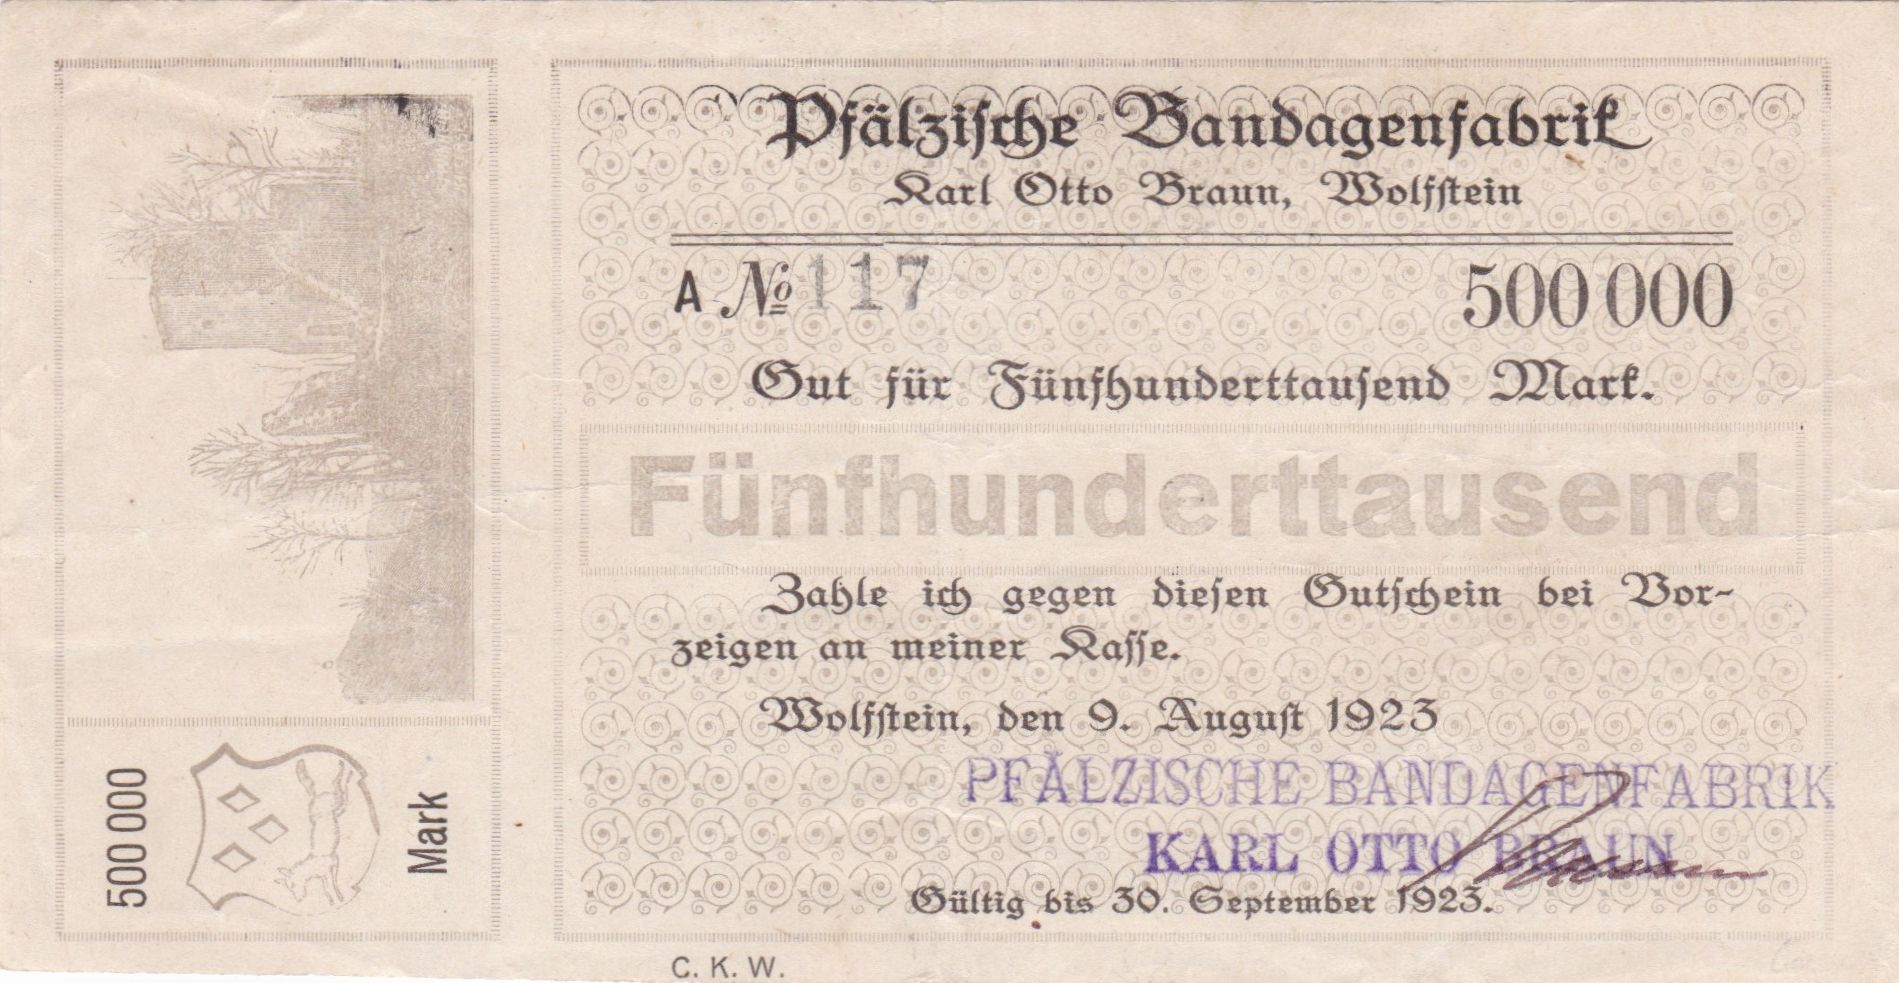 Pfälzische Bandagenfabrik
Karl Otto Braun, Wolfstein
A № 117
500 000
Gut für Fünfhunderttausend Mark.
Fünfhunderttausend
Zahle ich gegen diesen Gutschein bei Vor-
zeigen an meiner Kasse.
Wolfstein, den 9. August 1923
PFÄLZISCHE BANDAGENFABRIK
KARL OTTO BRAUN
Braun
Gültig bis 30. September 1923.
C. K. W.
500 000
Mark